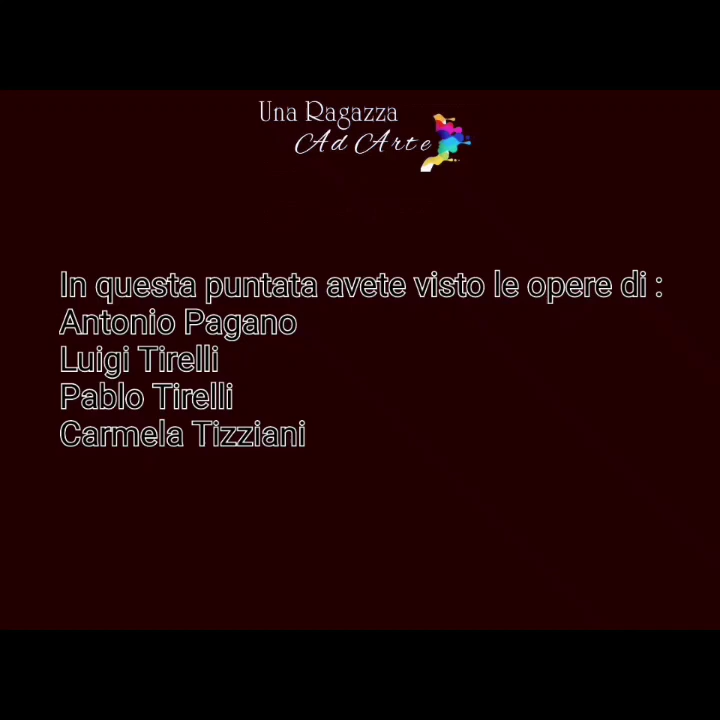 Una Ragazza
Ad Arte
In questa puntata avete visto le opere di :
Antonio Pagano
Luigi Tirelli
Pablo Tirelli
Carmela Tizziani